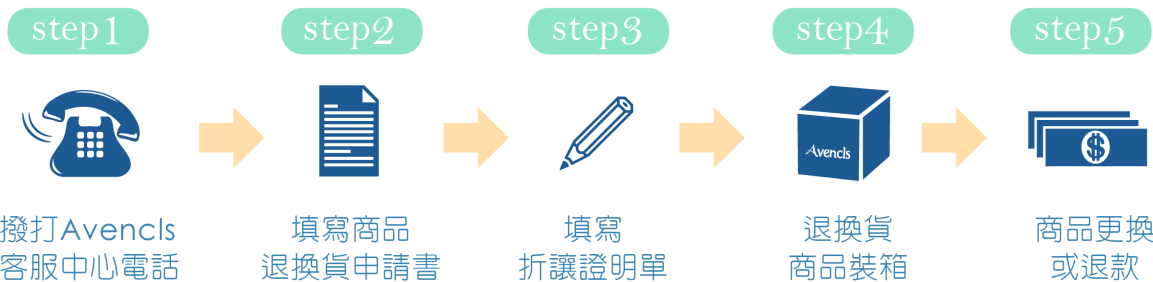 step1
step2
step3
step4
step5
Avencls
撥打Avencls
客服中心電話
填寫商品
退換貨申請書
填寫
折讓證明單
退換貨
商品裝箱
商品更換
或退款